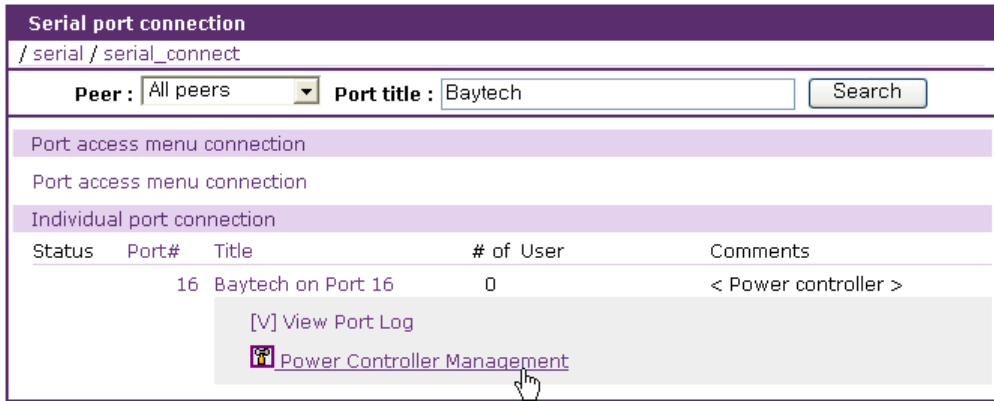 Serial port connection
/ serial / serial_connect
Peer : All peers Port title : Baytech Search
Port access menu connection
Port access menu connection
Individual port connection
Status Port# Title # of User Comments
16 Baytech on Port 16 0 < Power controller >
[V] View Port Log
Power Controller Management